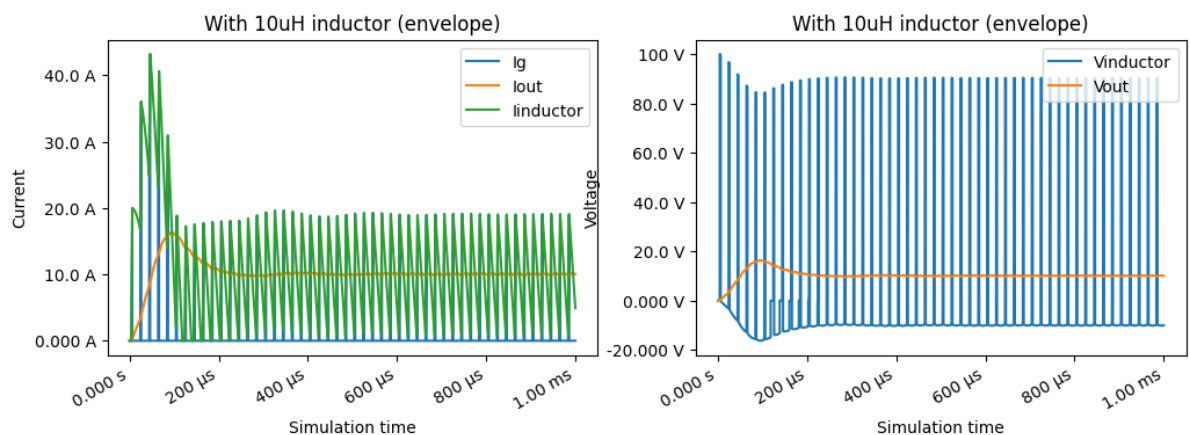 With 10uH inductor (envelope)
Current
40.0 A
30.0 A
20.0 A
10.0 A
0.000 A
Ig
Iout
Iinductor
0.000 s
200 µs
400 µs
600 µs
800 µs
1.00 ms
Simulation time
With 10uH inductor (envelope)
Voltage
100 V
80.0 V
60.0 V
40.0 V
20.0 V
0.000 V
-20.000 V
Vinductor
Vout
0.000 s
200 µs
400 µs
600 µs
800 µs
1.00 ms
Simulation time